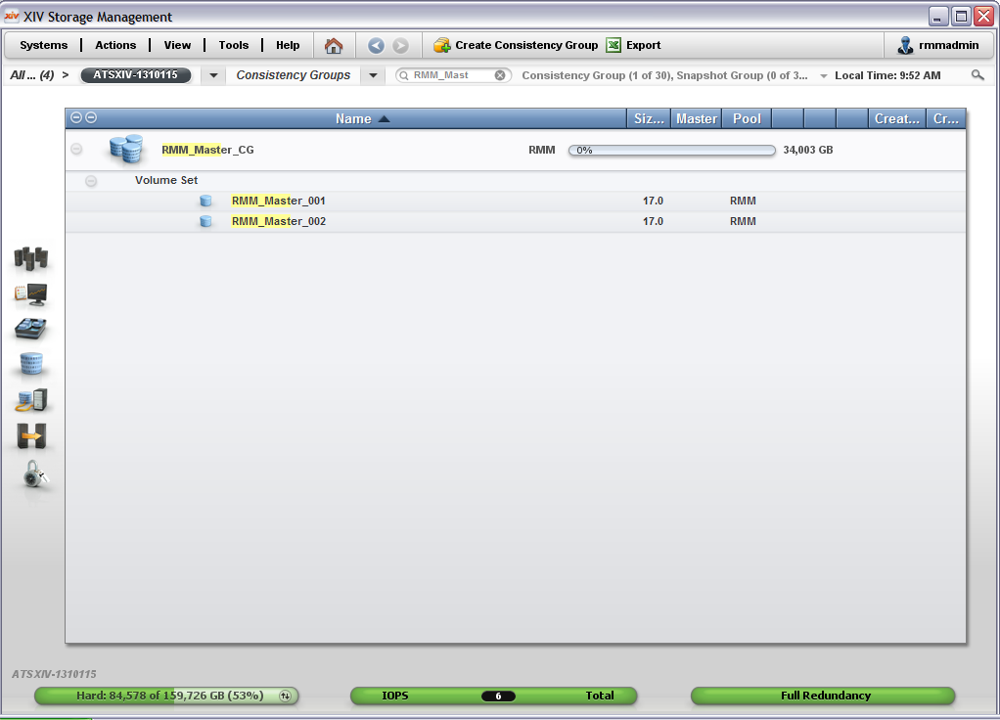 XIV XIV Storage Management
Systems Actions View Tools Help Create Consistency Group Export rmmadmin
All ... (4) > ATSXIV-1310115 Consistency Groups RMM_Mast Consistency Group (1 of 30), Snapshot Group (0 of 3... Local Time: 9:52 AM
Name Siz... Master Pool Creat... Cr...
RMM_Master_CG RMM 0% 34,003 GB
Volume Set
RMM_Master_001 17.0 RMM
RMM_Master_002 17.0 RMM
ATSXIV-1310115
Hard: 84,578 of 159,726 GB (53%) IOPS 6 Total Full Redundancy